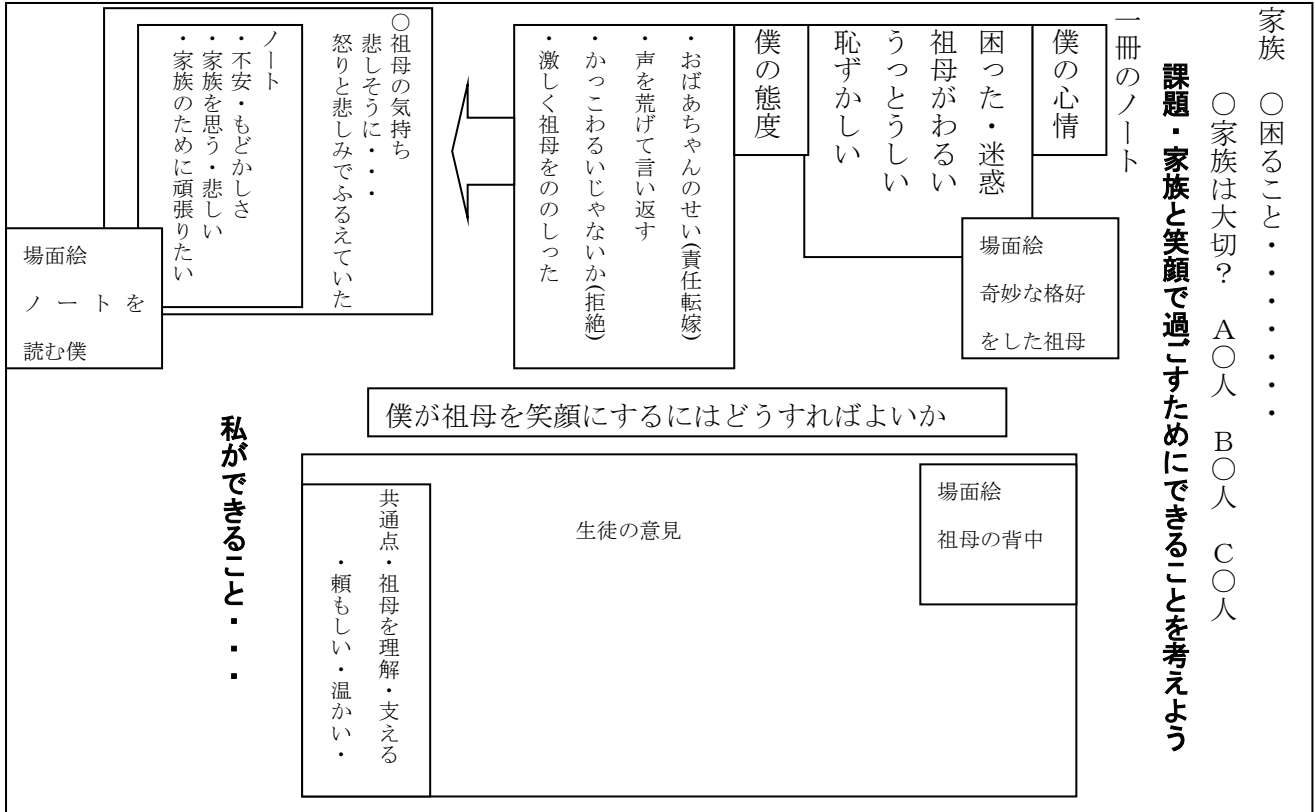 家族　○困ること・・・・・・・
○家族は大切？　Ａ○人　Ｂ○人　Ｃ○人
課題・家族と笑顔で過ごすためにできることを考えよう
一冊のノート
僕の心情
困った・迷惑
祖母がわるい
うっとうしい
恥ずかしい
場面絵
奇妙な格好
をした祖母
僕の態度
・おばあちゃんのせい(責任転嫁)
・声を荒げて言い返す
・かっこわるいじゃないか(拒絶)
・激しく祖母をののしった
○祖母の気持ち
悲しそうに・・・
怒りと悲しみでふるえていた
ノート
・不安・もどかしさ
・家族を思う・悲しい
・家族のために頑張りたい
場面絵
ノートを
読む僕
僕が祖母を笑顔にするにはどうすればよいか
場面絵
祖母の背中
生徒の意見
共通点・祖母を理解・支える
・頼もしい・温かい・
私ができること・・・